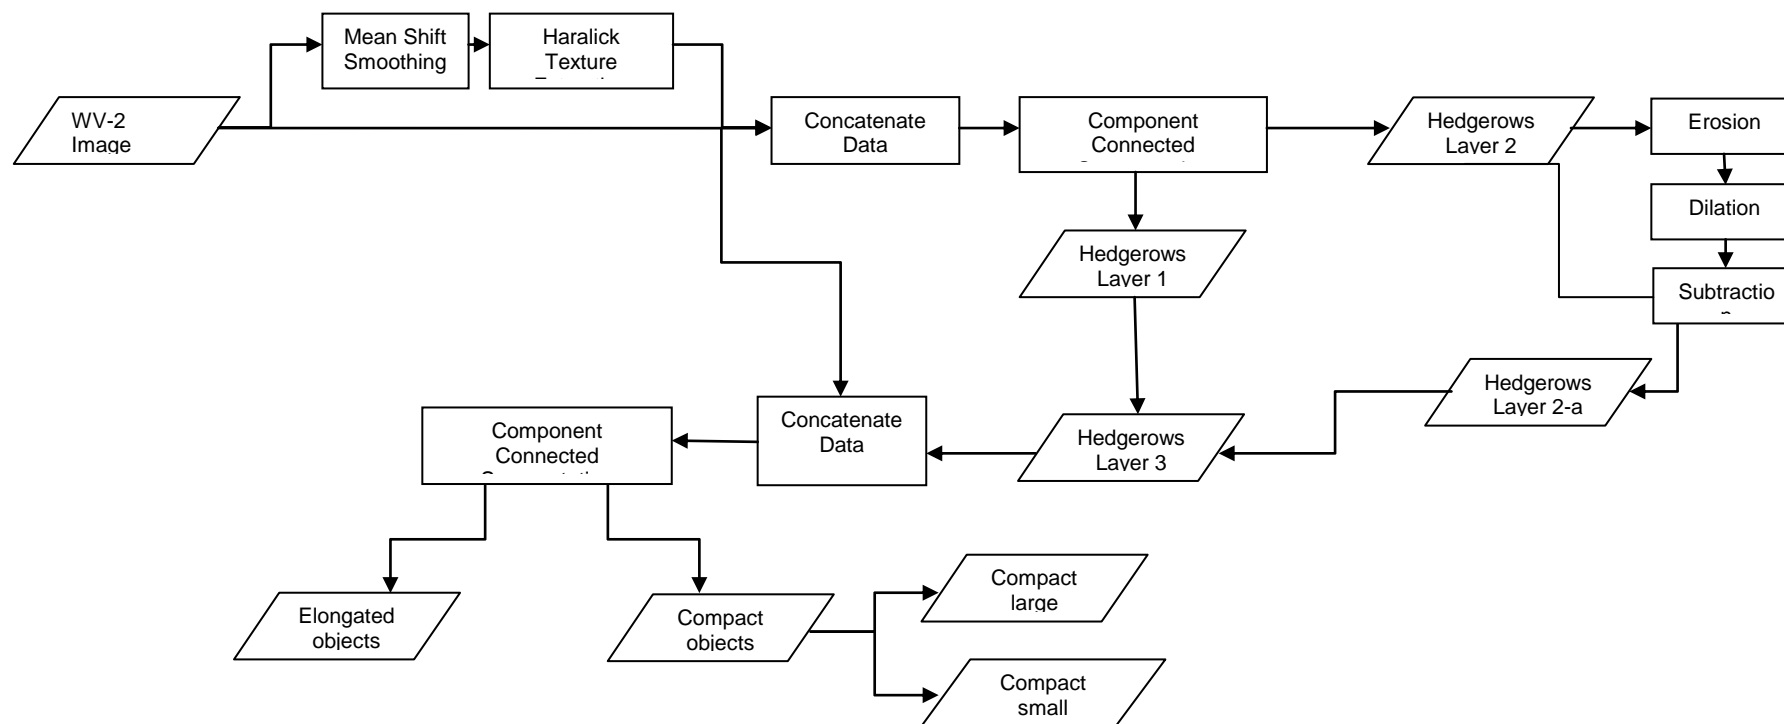 Mean Shift
Smoothing
Haralick
Texture
WV-2
Image
Concatenate
Data
Component
Connected
Hedgerows
Layer 2
Erosion
Dilation
Subtractio
n
Hedgerows
Layer 1
Hedgerows
Layer 2-a
Hedgerows
Layer 3
Concatenate
Data
Component
Connected
Elongated
objects
Compact
objects
Compact
large
Compact
small